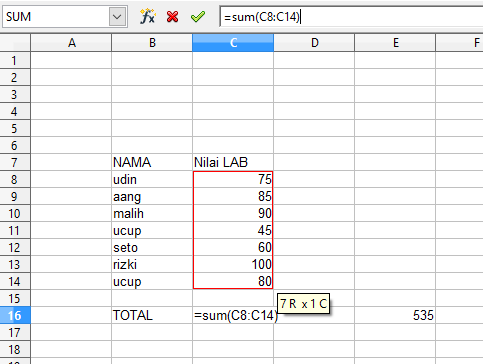 SUM =sum(C8:C14)
A B C D E F
1
2
3
4
5
6
7 NAMA Nilai LAB
8 udin 75
9 aang 85
10 malih 90
11 ucup 45
12 seto 60
13 rizki 100
14 ucup 80
15 7 R x 1 C
16 TOTAL =sum(C8:C14) 535
17
18
19